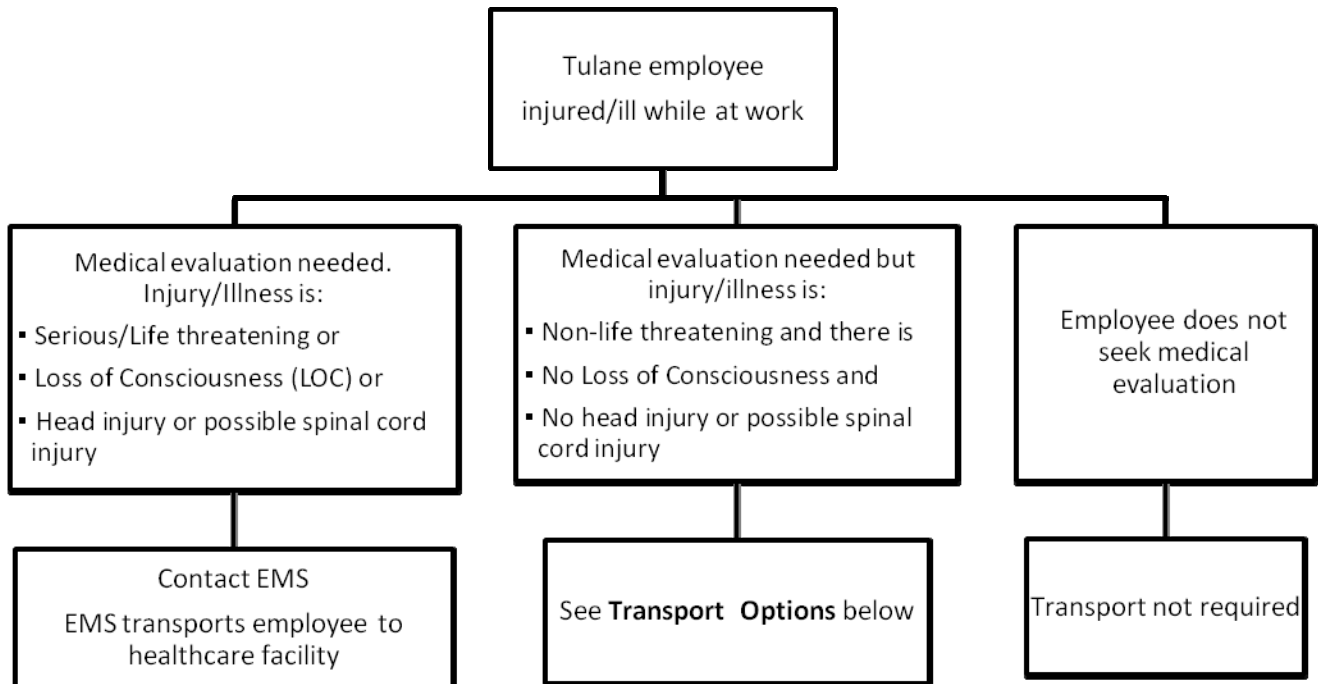 Tulane employee
injured/ill while at work
Medical evaluation needed.
Injury/Illness is:
▪ Serious/Life threatening or
▪ Loss of Consciousness (LOC) or
▪ Head injury or possible spinal cord
injury
Medical evaluation needed but
injury/illness is:
▪ Non-life threatening and there is
▪ No Loss of Consciousness and
▪ No head injury or possible spinal
cord injury
Employee does not
seek medical
evaluation
Contact EMS
EMS transports employee to
healthcare facility
See Transport Options below
Transport not required